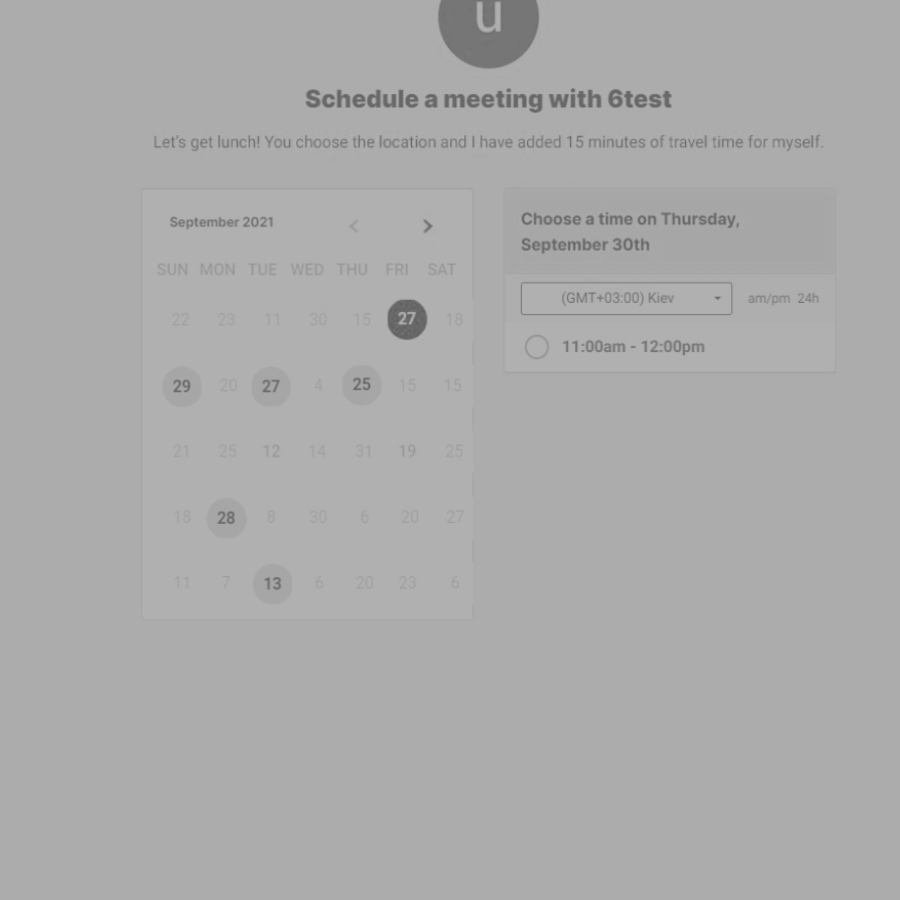 u
Schedule a meeting with 6test
Let's get lunch! You choose the location and I have added 15 minutes of travel time for myself.
September 2021
SUN MON TUE WED THU FRI SAT
22 23 11 30 15 27 18
29 20 27 4 25 15 15
21 25 12 14 31 19 25
18 28 8 30 6 20 27
11 7 13 6 20 23 6
Choose a time on Thursday,
September 30th
(GMT+03:00) Kiev am/pm 24h
11:00am - 12:00pm